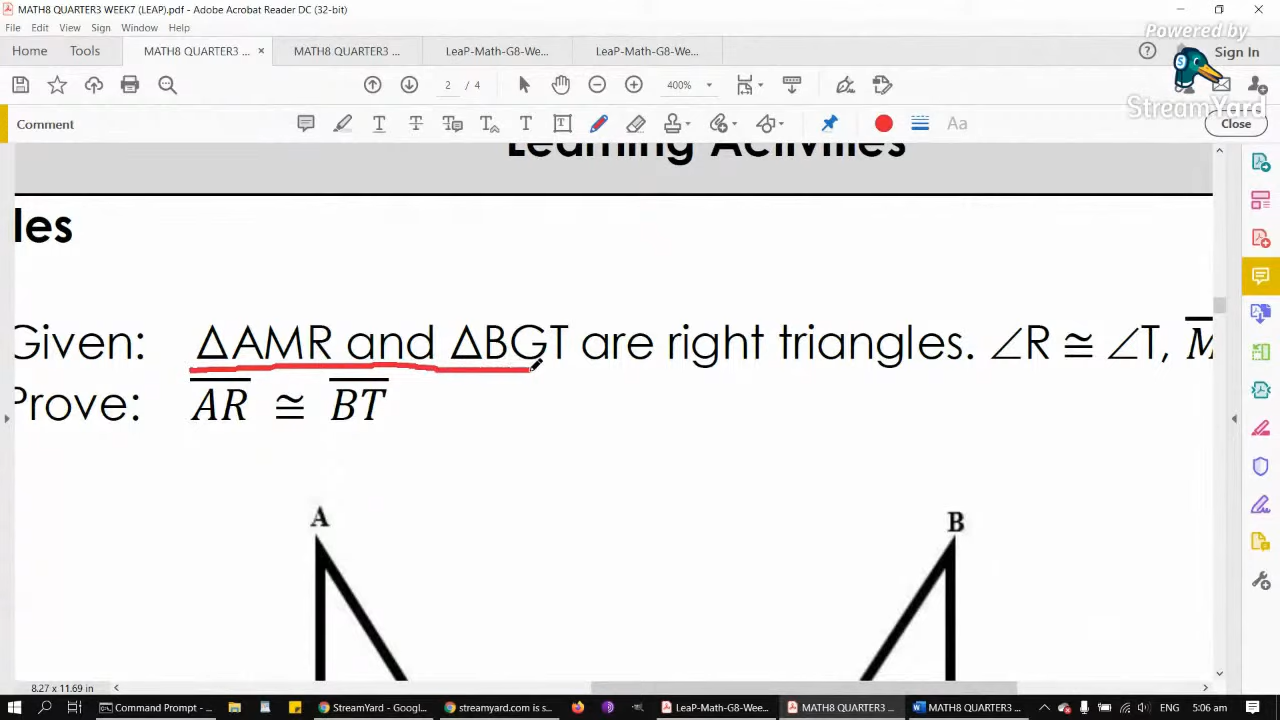 MATH8 QUARTER3 WEEK7 (LEAP).pdf - Adobe Acrobat Reader DC (32-bit)
Powered by
File Edit View Sign Window Help
Home Tools MATH8 QUARTER3 ... × MATH8 QUARTER3 ... LeaP-Math-G8-We... LeaP-Math-G8-We... Sign In
2 / 4 400%
StreamYard
Comment Aa Close
Learning Activities
les
Given: ΔAMR and ΔBGT are right triangles. ∠R ≅ ∠T, M
Prove: AR ≅ BT
A B
8.27 x 11.69 in
Command Prompt - ... StreamYard - Googl... streamyard.com is s... LeaP-Math-G8-We... MATH8 QUARTER3 ... MATH8 QUARTER3 ... 5:06 am